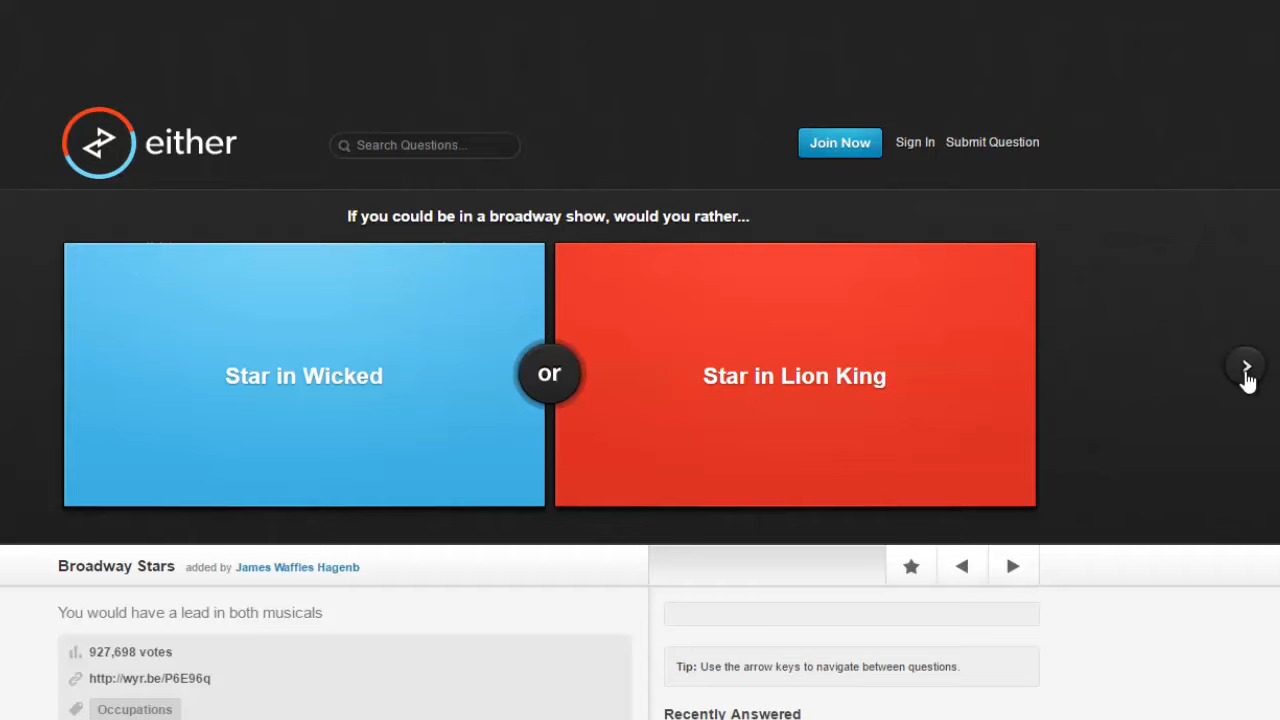 either
Search Questions...
Join Now
Sign In
Submit Question
If you could be in a broadway show, would you rather...
Star in Wicked
or
Star in Lion King
Broadway Stars added by James Waffles Hagenb
You would have a lead in both musicals
927,698 votes
http://wyr.be/P6E96q
Occupations
Tip: Use the arrow keys to navigate between questions.
Recently Answered